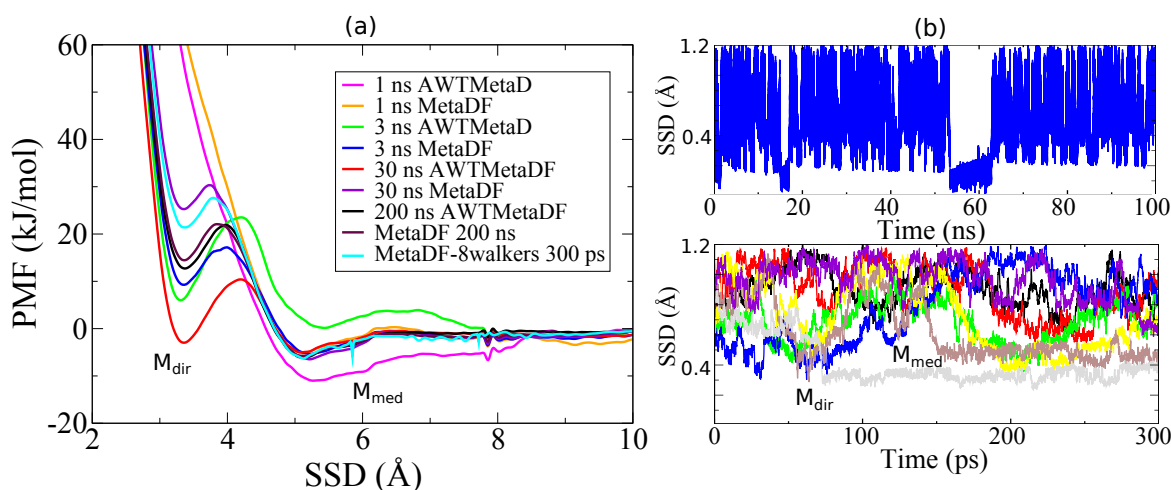 (a)
60
40
20
0
-20
PMF (kJ/mol)
1 ns AWTMetaD
1 ns MetaDF
3 ns AWTMetaD
3 ns MetaDF
30 ns AWTMetaDF
30 ns MetaDF
200 ns AWTMetaDF
MetaDF 200 ns
MetaDF-8walkers 300 ps
Mdir
Mmed
2 4 6 8 10
SSD (Å)
(b)
1.2
0.4
SSD (Å)
0 20 40 60 80 100
Time (ns)
1.2
0.4
SSD (Å)
Mmed
Mdir
0 100 200 300
Time (ps)